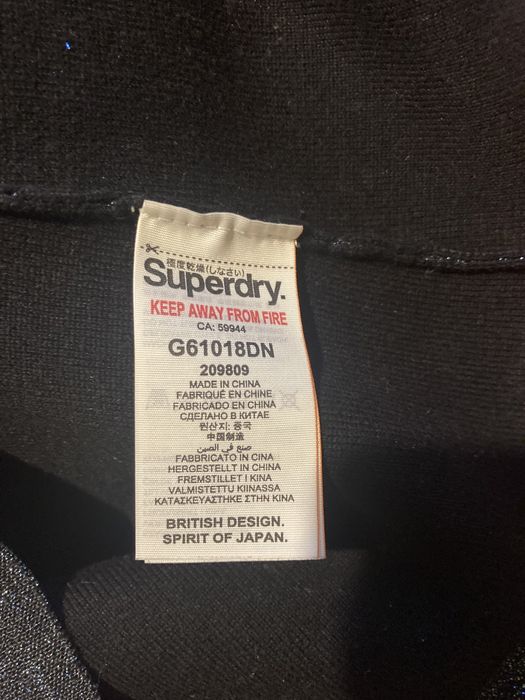 極度乾燥(しなさい)
Superdry.
KEEP AWAY FROM FIRE
CA: 59944
G61018DN
209809
MADE IN CHINA
FABRIQUÉ EN CHINE
FABRICADO EN CHINA
СДЕЛАНО В КИТАЕ
원산지: 중국
中国制造
صنع في الصين
FABBRICATO IN CINA
HERGESTELLT IN CHINA
FREMSTILLET I KINA
VALMISTETTU KIINASSA
ΚΑΤΑΣΚΕΥΑΣΤΗΚΕ ΣΤΗΝ ΚΙΝΑ
BRITISH DESIGN.
SPIRIT OF JAPAN.